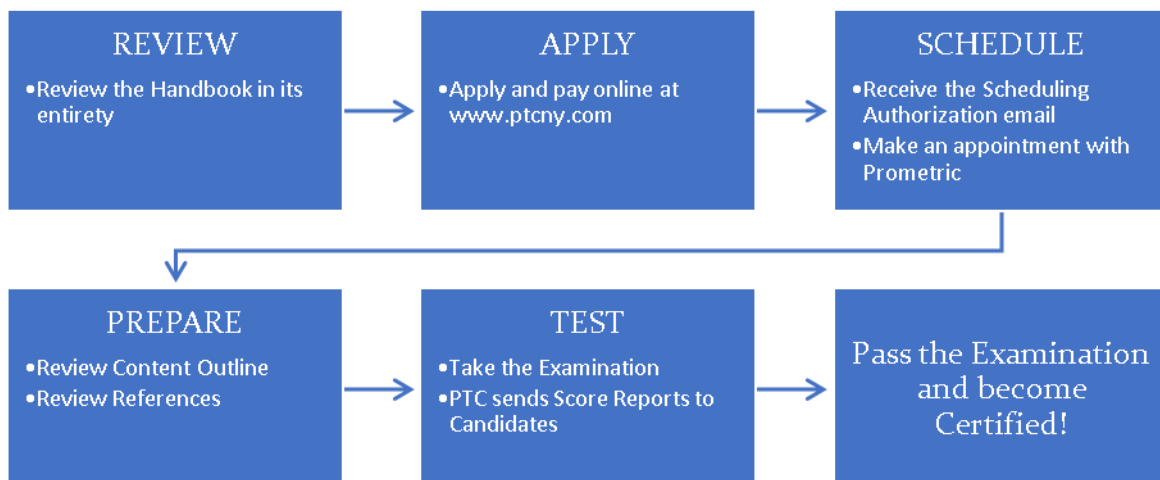 REVIEW
•Review the Handbook in its
entirety
APPLY
•Apply and pay online at
www.ptcny.com
SCHEDULE
•Receive the Scheduling
Authorization email
•Make an appointment with
Prometric
PREPARE
•Review Content Outline
•Review References
TEST
•Take the Examination
•PTC sends Score Reports to
Candidates
Pass the Examination
and become
Certified!